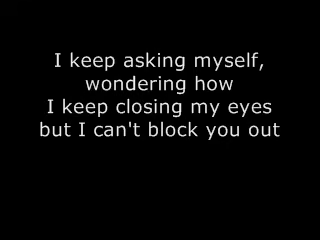 I keep asking myself,
wondering how
I keep closing my eyes
but I can't block you out